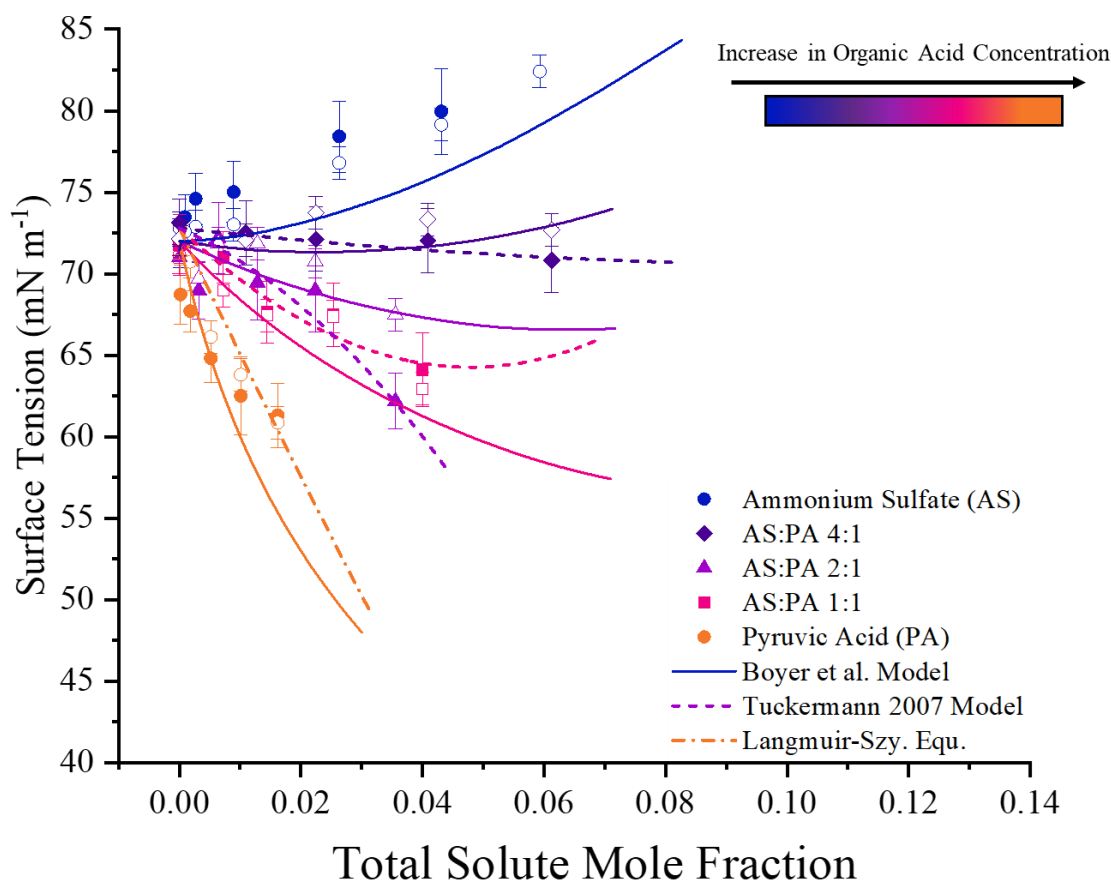 Increase in Organic Acid Concentration
85
80
75
70
65
60
55
50
45
40
Surface Tension (mN m⁻¹)
Ammonium Sulfate (AS)
AS:PA 4:1
AS:PA 2:1
AS:PA 1:1
Pyruvic Acid (PA)
Boyer et al. Model
Tuckermann 2007 Model
Langmuir-Szy. Equ.
0.00 0.02 0.04 0.06 0.08 0.10 0.12 0.14
Total Solute Mole Fraction